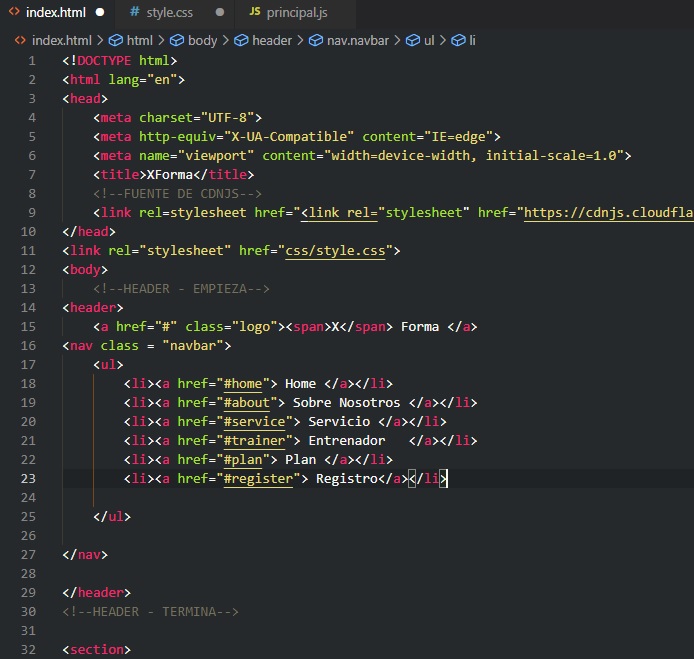 index.html ● # style.css ● JS principal.js
index.html > html > body > header > nav.navbar > ul > li
1 <!DOCTYPE html>
2 <html lang="en">
3 <head>
4 <meta charset="UTF-8">
5 <meta http-equiv="X-UA-Compatible" content="IE=edge">
6 <meta name="viewport" content="width=device-width, initial-scale=1.0">
7 <title>XForma</title>
8 <!--FUENTE DE CDNJS-->
9 <link rel=stylesheet href="<link rel="stylesheet" href="https://cdnjs.cloudfla
10 </head>
11 <link rel="stylesheet" href="css/style.css">
12 <body>
13 <!--HEADER - EMPIEZA-->
14 <header>
15 <a href="#" class="logo"><span>X</span> Forma </a>
16 <nav class = "navbar">
17 <ul>
18 <li><a href="#home"> Home </a></li>
19 <li><a href="#about"> Sobre Nosotros </a></li>
20 <li><a href="#service"> Servicio </a></li>
21 <li><a href="#trainer"> Entrenador   </a></li>
22 <li><a href="#plan"> Plan </a></li>
23 <li><a href="#register"> Registro</a></li>
24
25 </ul>
26
27 </nav>
28
29 </header>
30 <!--HEADER - TERMINA-->
31
32 <section>